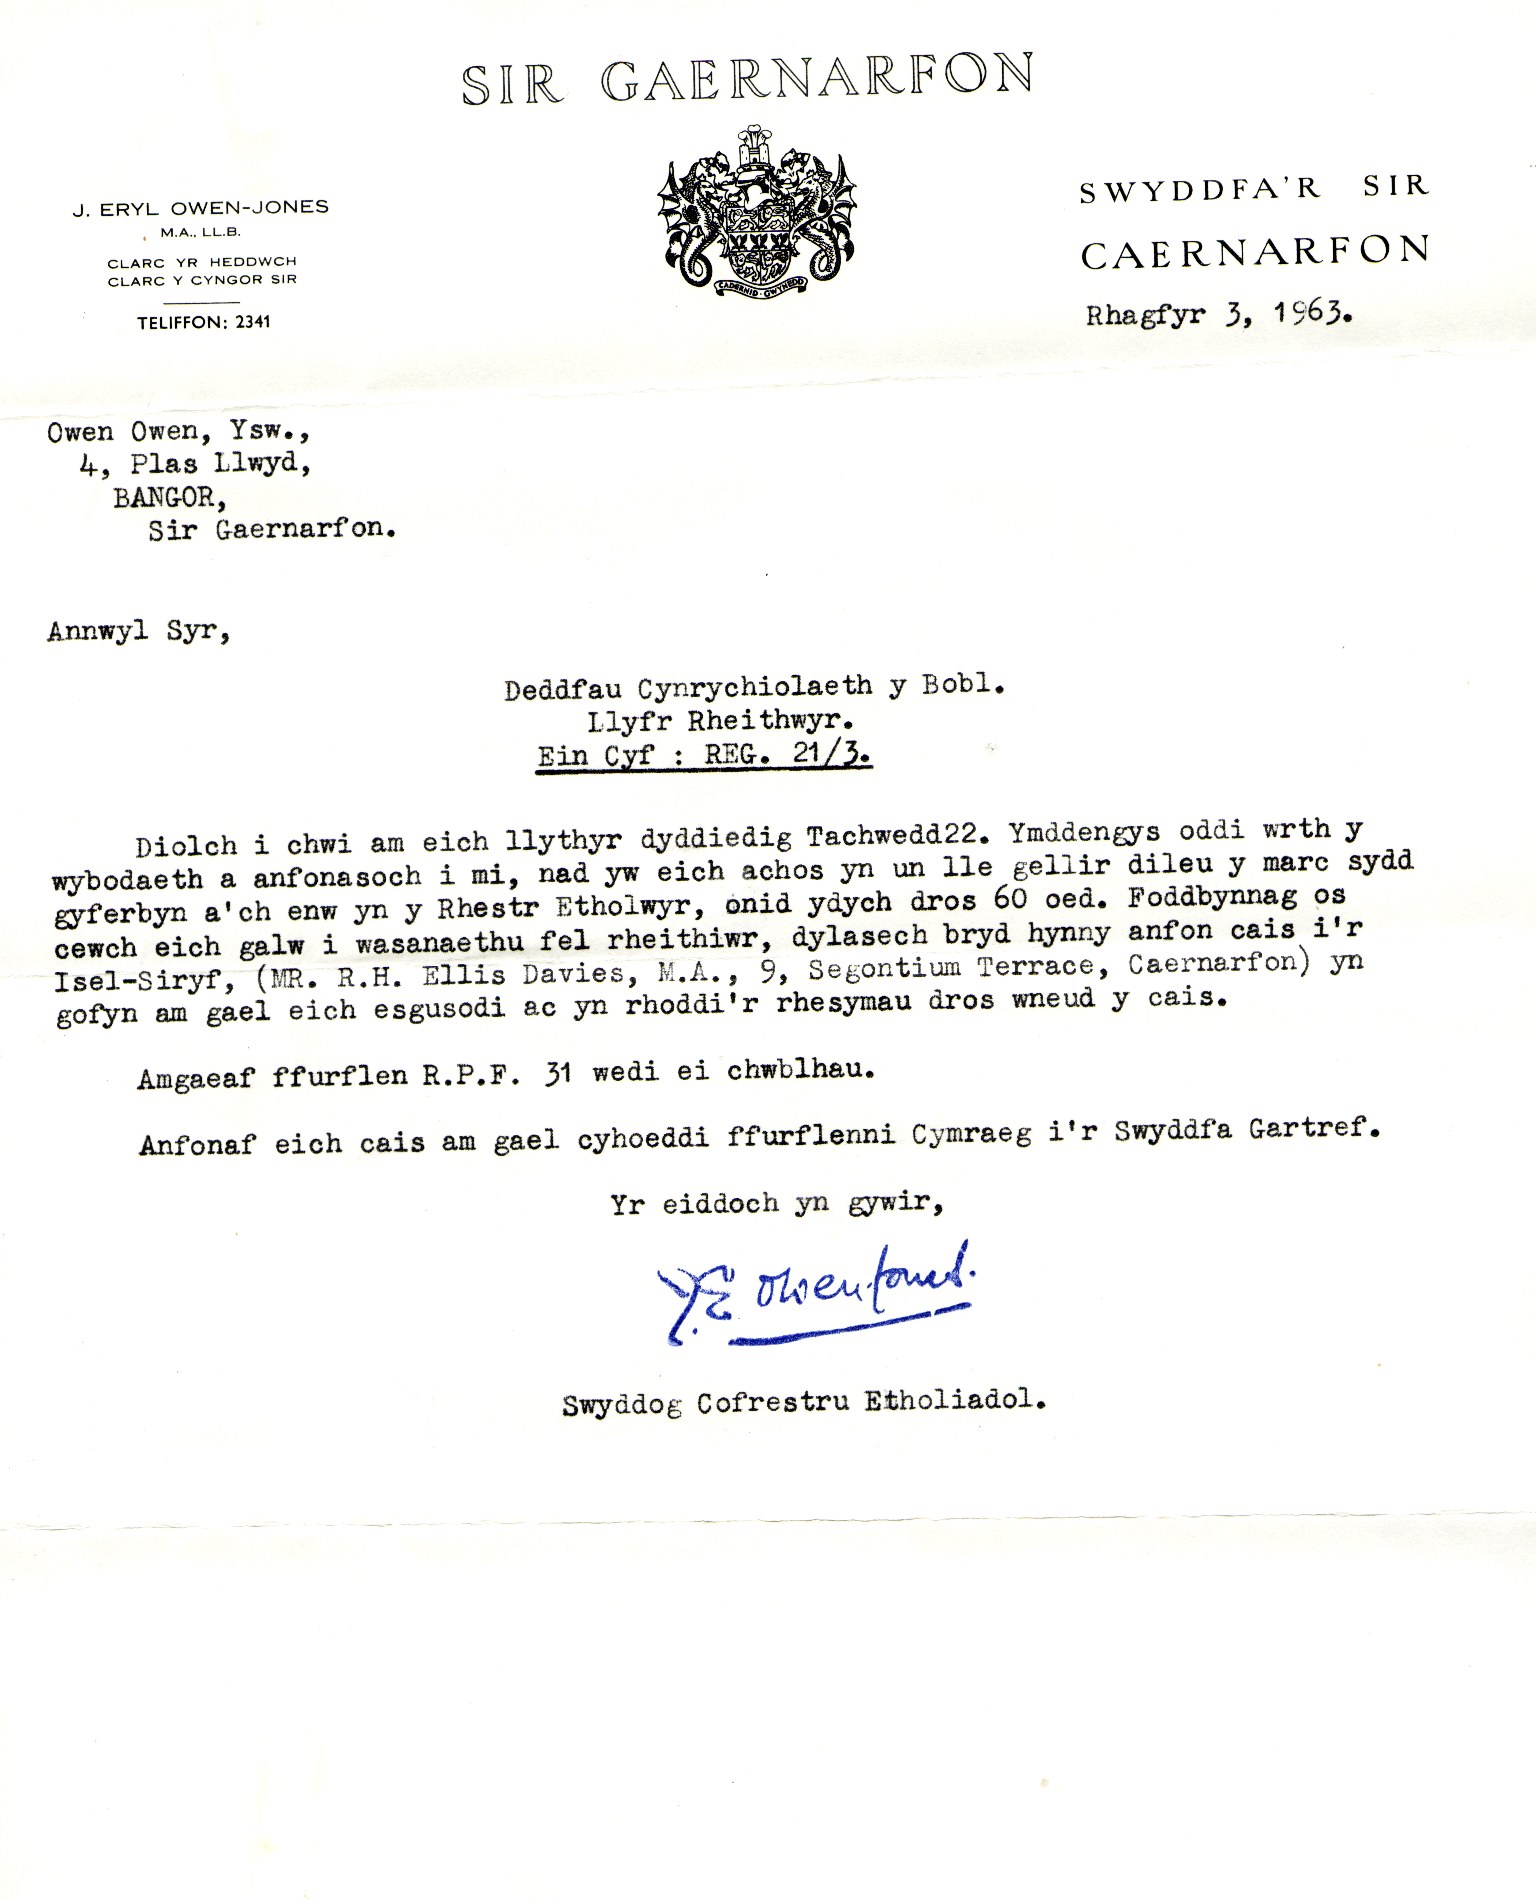 SIR GAERNARFON
J. ERYL OWEN-JONES
M.A., LL.B.
CLARC YR HEDDWCH
CLARC Y CYNGOR SIR
TELIFFON: 2341
CADERNID · GWYNEDD
SWYDDFA'R SIR
CAERNARFON
Rhagfyr 3, 1963.
Owen Owen, Ysw.,
4, Plas Llwyd,
BANGOR,
Sir Gaernarfon.
Annwyl Syr,
Deddfau Cynrychiolaeth y Bobl.
Llyfr Rheithwyr.
Ein Cyf : REG. 21/3.
Diolch i chwi am eich llythyr dyddiedig Tachwedd22. Ymddengys oddi wrth y
wybodaeth a anfonasoch i mi, nad yw eich achos yn un lle gellir dileu y marc sydd
gyferbyn a'ch enw yn y Rhestr Etholwyr, onid ydych dros 60 oed. Foddbynnag os
cewch eich galw i wasanaethu fel rheithiwr, dylasech bryd hynny anfon cais i'r
Isel-Siryf, (MR. R.H. Ellis Davies, M.A., 9, Segontium Terrace, Caernarfon) yn
gofyn am gael eich esgusodi ac yn rhoddi'r rhesymau dros wneud y cais.
Amgaeaf ffurflen R.P.F. 31 wedi ei chwblhau.
Anfonaf eich cais am gael cyhoeddi ffurflenni Cymraeg i'r Swyddfa Gartref.
Yr eiddoch yn gywir,
J.E Owen-Jones.
Swyddog Cofrestru Etholiadol.